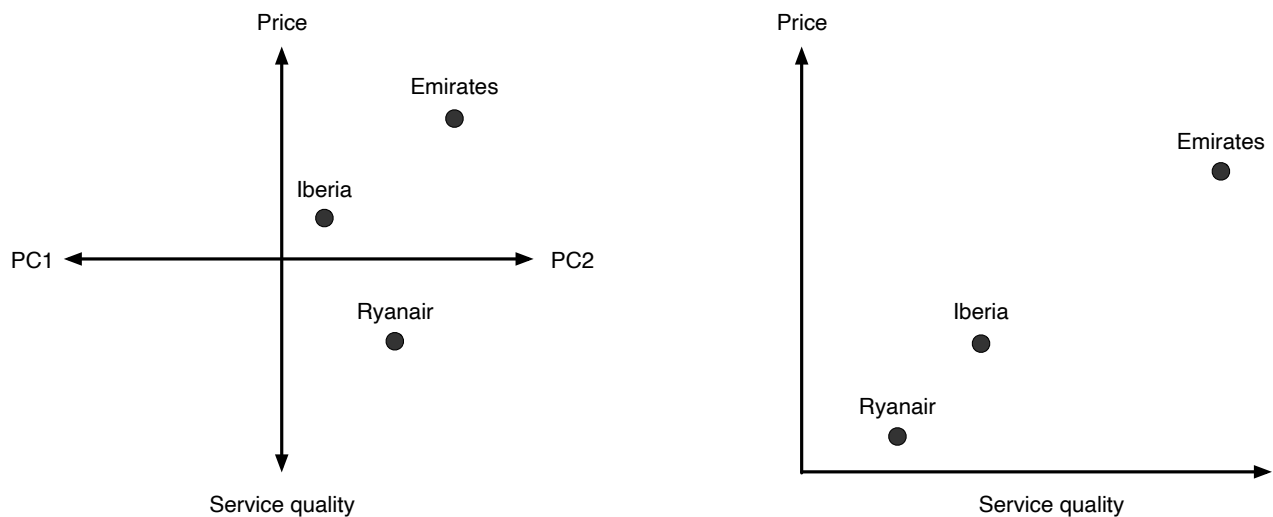 Price
Emirates
Iberia
PC1
PC2
Ryanair
Service quality
Price
Emirates
Iberia
Ryanair
Service quality